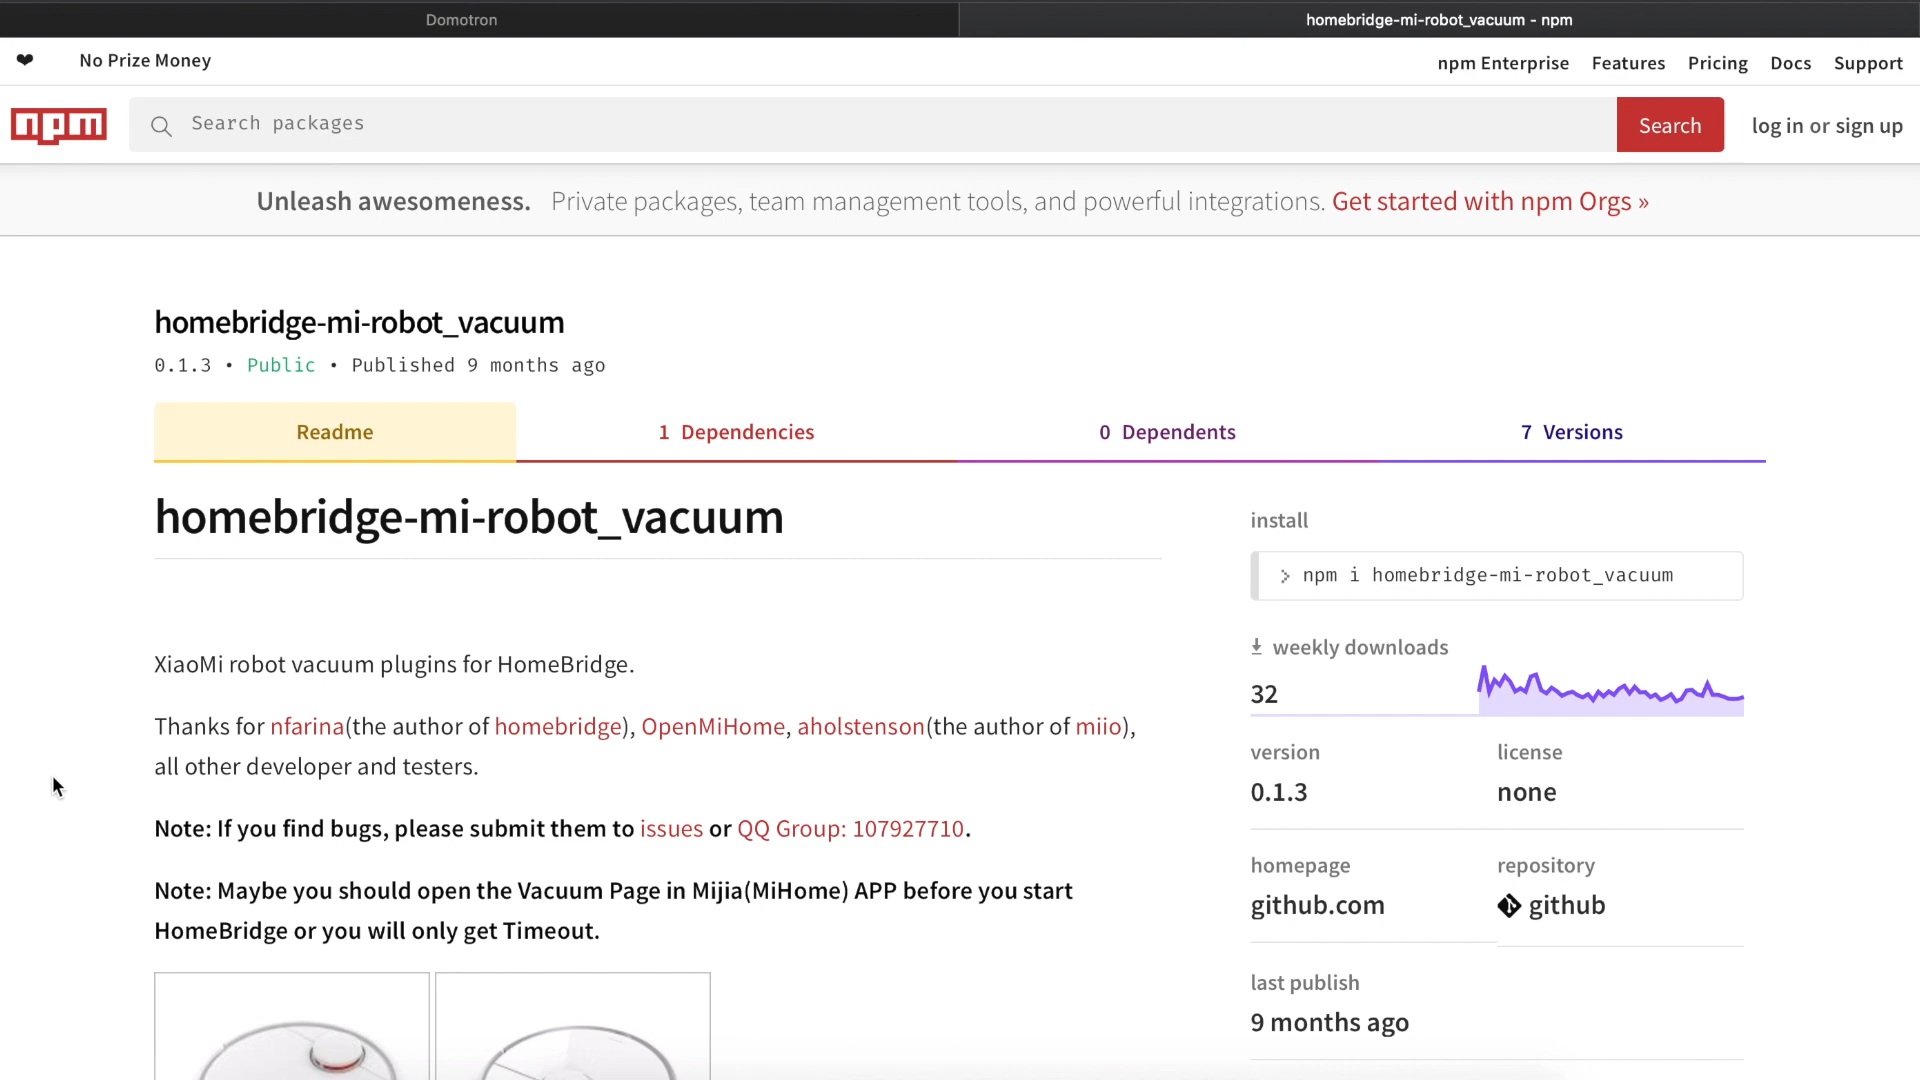 Domotron
homebridge-mi-robot_vacuum - npm
❤ No Prize Money
npm Enterprise Features Pricing Docs Support
npm
Search packages
Search
log in or sign up
Unleash awesomeness. Private packages, team management tools, and powerful integrations. Get started with npm Orgs »
homebridge-mi-robot_vacuum
0.1.3 • Public • Published 9 months ago
Readme
1 Dependencies
0 Dependents
7 Versions
homebridge-mi-robot_vacuum
XiaoMi robot vacuum plugins for HomeBridge.
Thanks for nfarina(the author of homebridge), OpenMiHome, aholstenson(the author of miio),
all other developer and testers.
Note: If you find bugs, please submit them to issues or QQ Group: 107927710.
Note: Maybe you should open the Vacuum Page in Mijia(MiHome) APP before you start
HomeBridge or you will only get Timeout.
install
npm i homebridge-mi-robot_vacuum
weekly downloads
32
version
0.1.3
license
none
homepage
github.com
repository
github
last publish
9 months ago